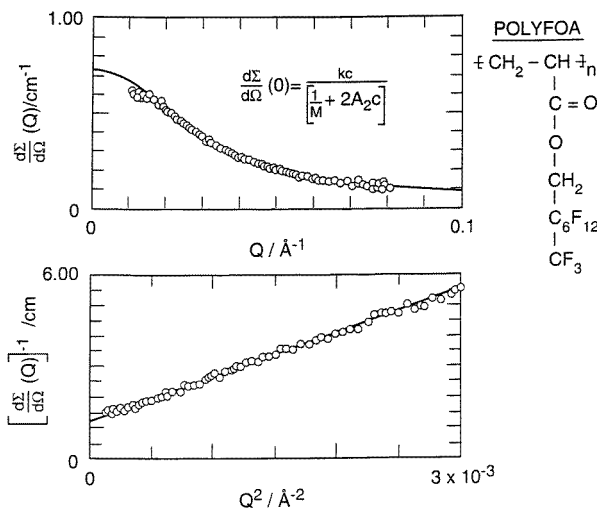 1.00
dΣ/dΩ (Q)/cm⁻¹
dΣ/dΩ (0) = kc / [1/M + 2A₂c]
0
0
0.1
Q / Å⁻¹
6.00
[dΣ/dΩ (Q)]⁻¹ /cm
0
0
3 x 10⁻³
Q² / Å⁻²
POLYFOA
[CH₂ – CH]ₙ
C = O
O
CH₂
C₆F₁₂
CF₃